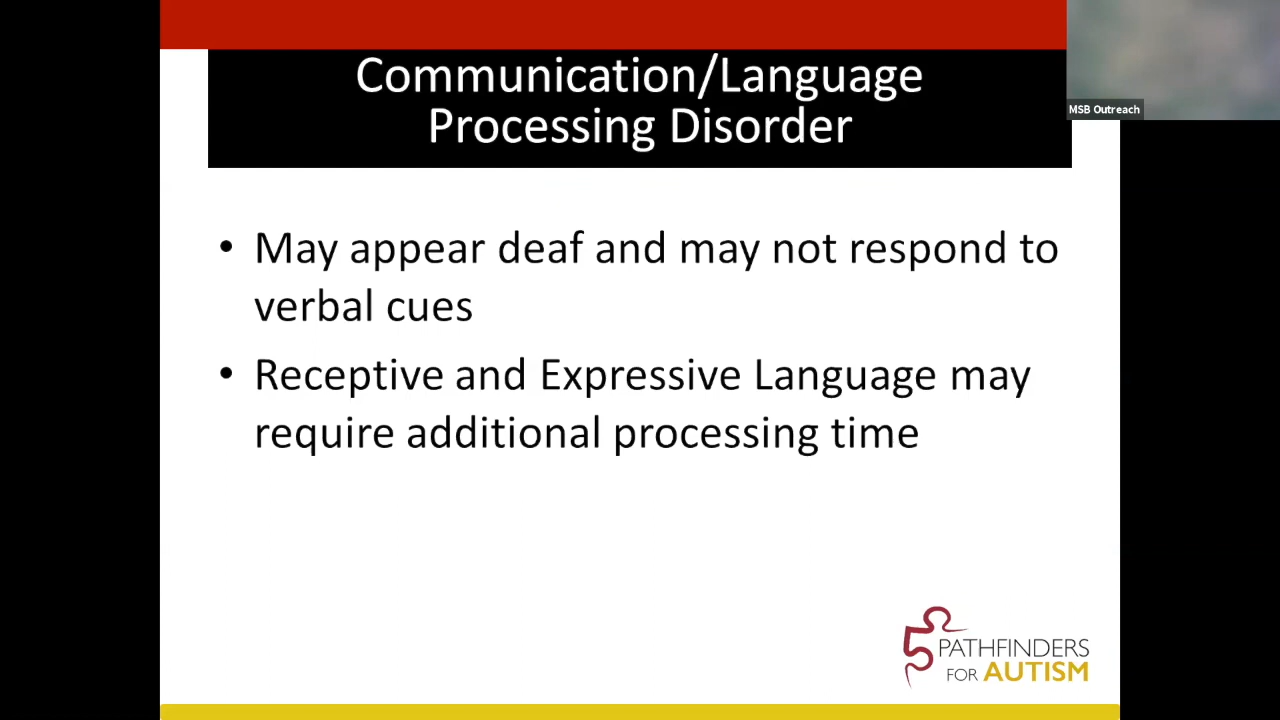 Communication/Language
Processing Disorder
MSB Outreach
• May appear deaf and may not respond to
verbal cues
• Receptive and Expressive Language may
require additional processing time
PATHFINDERS
FOR AUTISM